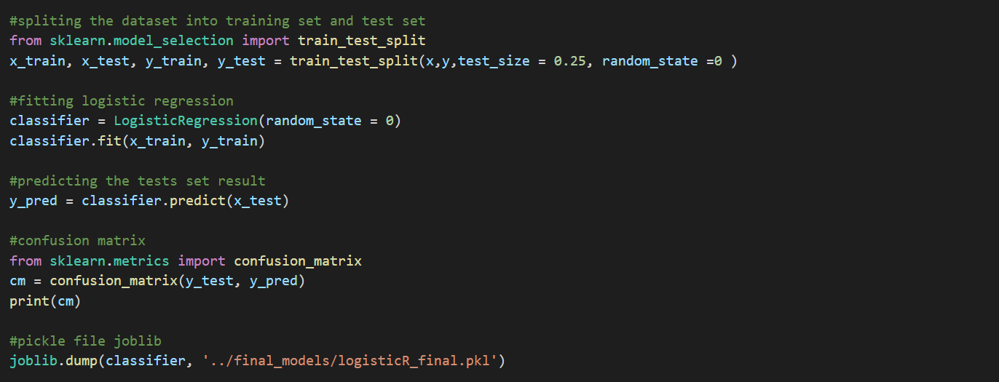 #spliting the dataset into training set and test set
from sklearn.model_selection import train_test_split
x_train, x_test, y_train, y_test = train_test_split(x,y,test_size = 0.25, random_state =0 )
#fitting logistic regression
classifier = LogisticRegression(random_state = 0)
classifier.fit(x_train, y_train)
#predicting the tests set result
y_pred = classifier.predict(x_test)
#confusion matrix
from sklearn.metrics import confusion_matrix
cm = confusion_matrix(y_test, y_pred)
print(cm)
#pickle file joblib
joblib.dump(classifier, '../final_models/logisticR_final.pkl')